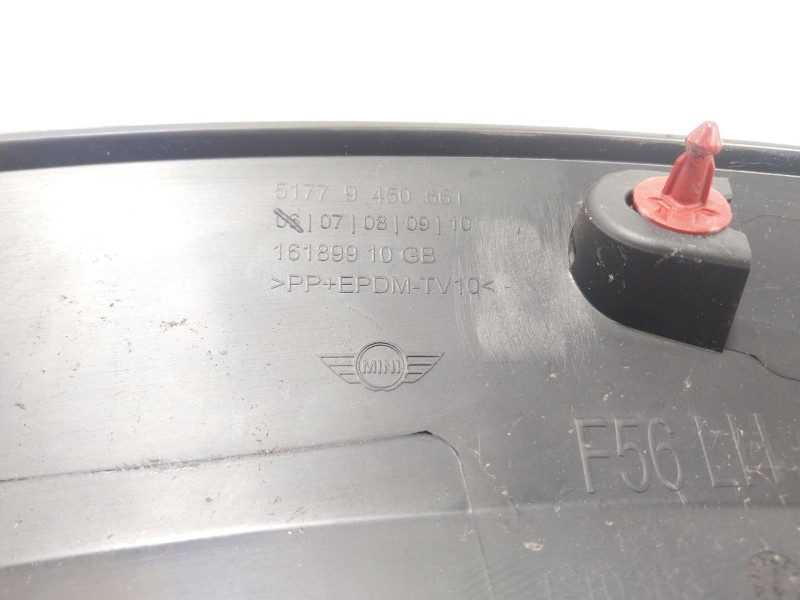 5177 9 450 661
06|07|08|09|10
161899 10 GB
>PP+EPDM-TV10<
MINI
F56 LH